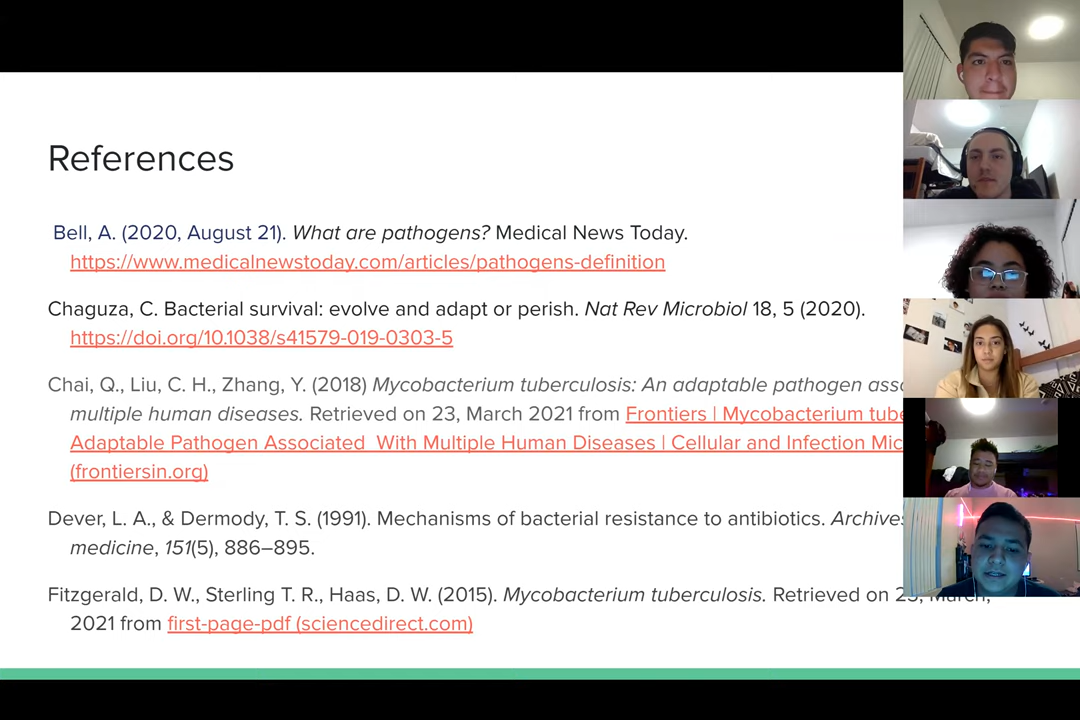 References
Bell, A. (2020, August 21). What are pathogens? Medical News Today.
https://www.medicalnewstoday.com/articles/pathogens-definition
Chaguza, C. Bacterial survival: evolve and adapt or perish. Nat Rev Microbiol 18, 5 (2020).
https://doi.org/10.1038/s41579-019-0303-5
Chai, Q., Liu, C. H., Zhang, Y. (2018) Mycobacterium tuberculosis: An adaptable pathogen
multiple human diseases. Retrieved on 23, March 2021 from Frontiers | Mycobacterium
Adaptable Pathogen Associated With Multiple Human Diseases | Cellular and Infection
(frontiersin.org)
Dever, L. A., & Dermody, T. S. (1991). Mechanisms of bacterial resistance to antibiotics. Archives
medicine, 151(5), 886–895.
Fitzgerald, D. W., Sterling T. R., Haas, D. W. (2015). Mycobacterium tuberculosis. Retrieved on 23, March,
2021 from first-page-pdf (sciencedirect.com)